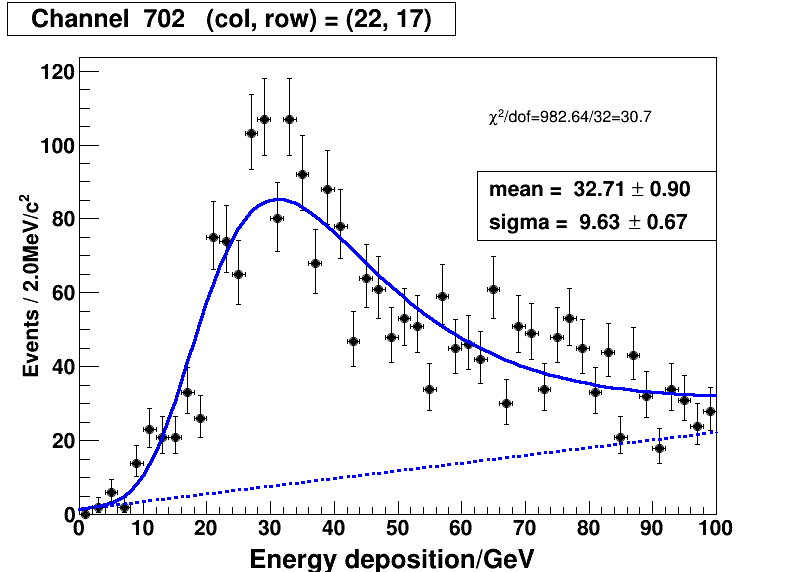 Channel 702 (col, row) = (22, 17)
120
100
80
60
40
20
0
Events / 2.0MeV/c²
χ²/dof=982.64/32=30.7
mean = 32.71 ± 0.90
sigma = 9.63 ± 0.67
0 10 20 30 40 50 60 70 80 90 100
Energy deposition/GeV